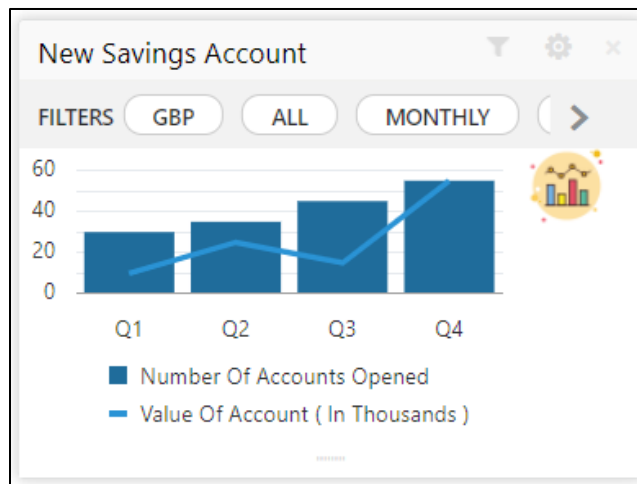 New Savings Account
FILTERS GBP ALL MONTHLY
60
40
20
0
Q1 Q2 Q3 Q4
Number Of Accounts Opened
Value Of Account ( In Thousands )